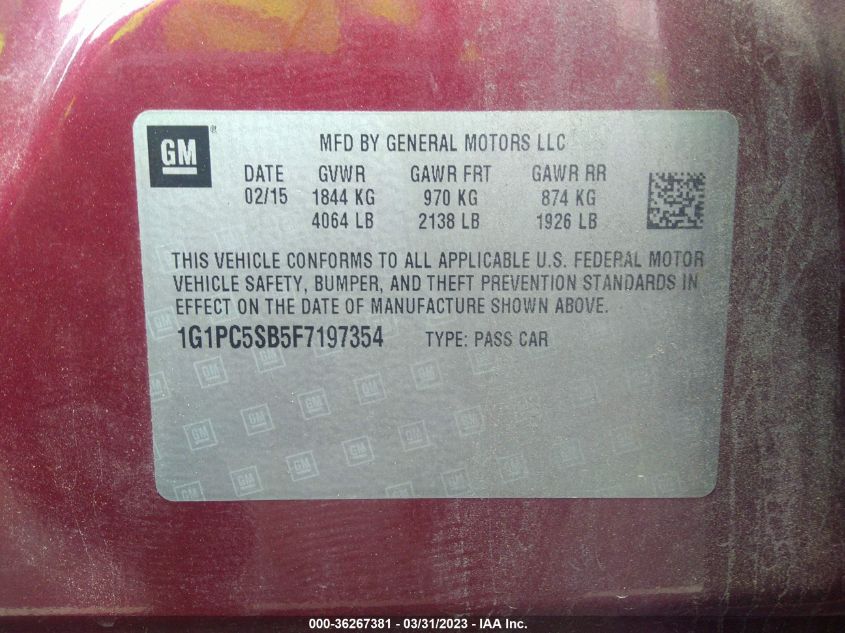 GM
MFD BY GENERAL MOTORS LLC
DATE GVWR GAWR FRT GAWR RR
02/15 1844 KG 970 KG 874 KG
4064 LB 2138 LB 1926 LB
THIS VEHICLE CONFORMS TO ALL APPLICABLE U.S. FEDERAL MOTOR
VEHICLE SAFETY, BUMPER, AND THEFT PREVENTION STANDARDS IN
EFFECT ON THE DATE OF MANUFACTURE SHOWN ABOVE.
1G1PC5SB5F7197354 TYPE: PASS CAR
000-36267381 - 03/31/2023 - IAA Inc.